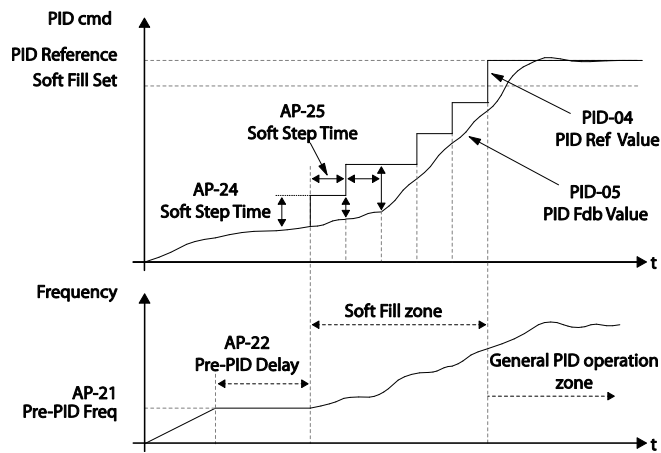 PID cmd
PID Reference
Soft Fill Set
AP-25
Soft Step Time
PID-04
PID Ref Value
AP-24
Soft Step Time
PID-05
PID Fdb Value
t
Frequency
Soft Fill zone
AP-22
Pre-PID Delay
General PID operation
zone
AP-21
Pre-PID Freq
t